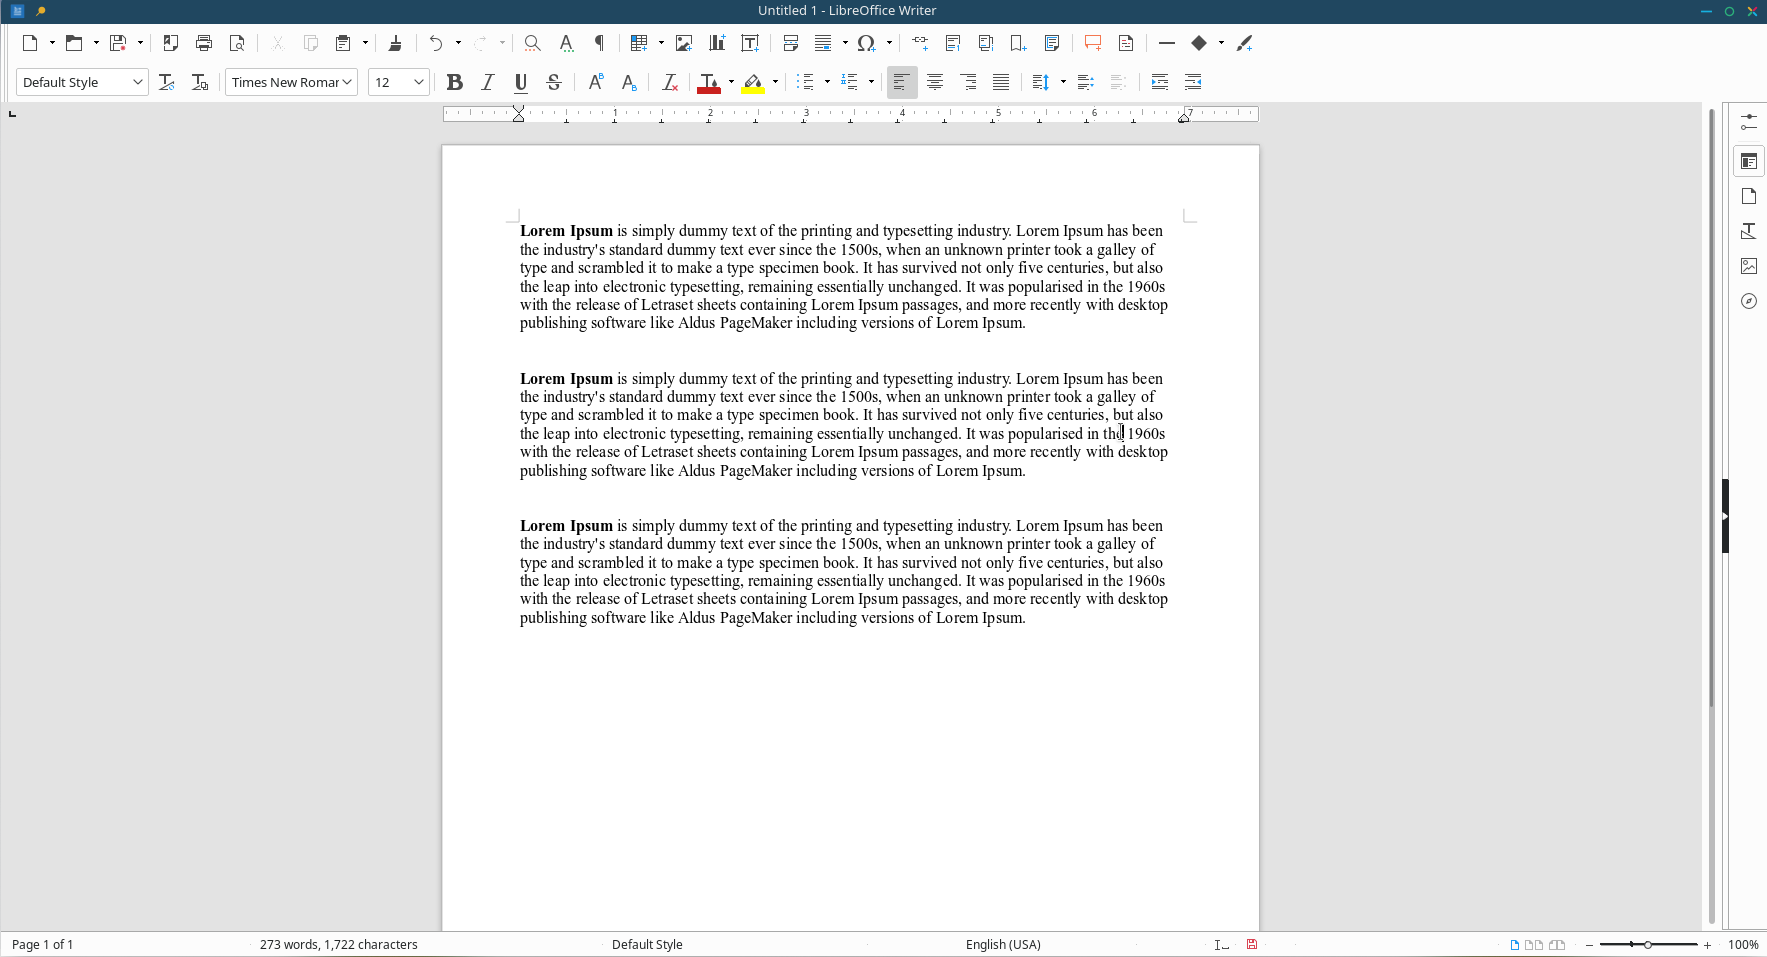 Untitled 1 - LibreOffice Writer
Default Style
Times New Romar
12
1 2 3 4 5 6 7
Lorem Ipsum is simply dummy text of the printing and typesetting industry. Lorem Ipsum has been
the industry's standard dummy text ever since the 1500s, when an unknown printer took a galley of
type and scrambled it to make a type specimen book. It has survived not only five centuries, but also
the leap into electronic typesetting, remaining essentially unchanged. It was popularised in the 1960s
with the release of Letraset sheets containing Lorem Ipsum passages, and more recently with desktop
publishing software like Aldus PageMaker including versions of Lorem Ipsum.
Lorem Ipsum is simply dummy text of the printing and typesetting industry. Lorem Ipsum has been
the industry's standard dummy text ever since the 1500s, when an unknown printer took a galley of
type and scrambled it to make a type specimen book. It has survived not only five centuries, but also
the leap into electronic typesetting, remaining essentially unchanged. It was popularised in the 1960s
with the release of Letraset sheets containing Lorem Ipsum passages, and more recently with desktop
publishing software like Aldus PageMaker including versions of Lorem Ipsum.
Lorem Ipsum is simply dummy text of the printing and typesetting industry. Lorem Ipsum has been
the industry's standard dummy text ever since the 1500s, when an unknown printer took a galley of
type and scrambled it to make a type specimen book. It has survived not only five centuries, but also
the leap into electronic typesetting, remaining essentially unchanged. It was popularised in the 1960s
with the release of Letraset sheets containing Lorem Ipsum passages, and more recently with desktop
publishing software like Aldus PageMaker including versions of Lorem Ipsum.
Page 1 of 1
273 words, 1,722 characters
Default Style
English (USA)
100%